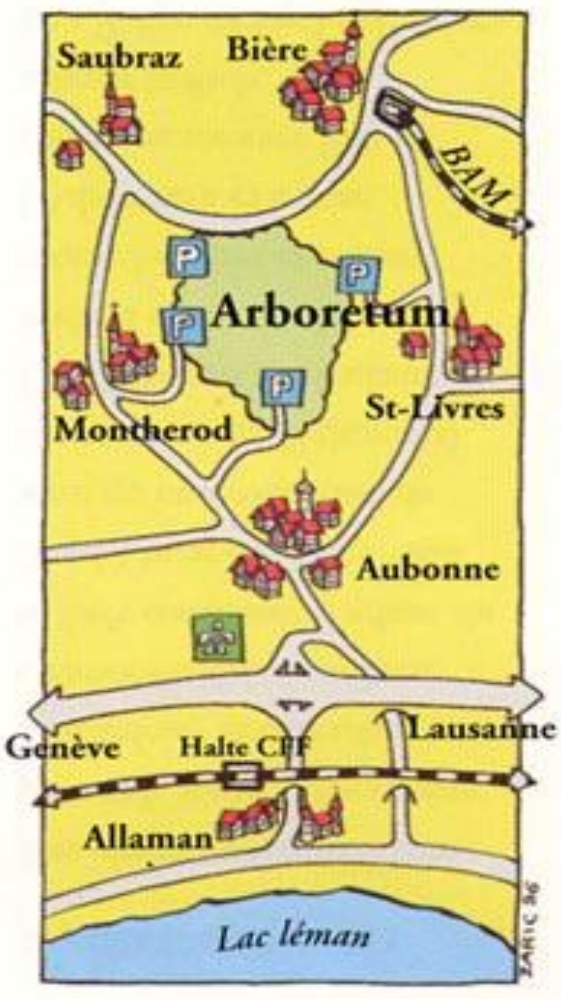 Saubraz
Bière
BAM
P
P
Arboretum
P
P
St-Livres
Montherod
Aubonne
Lausanne
Genève
Halte CFF
Allaman
Lac léman
ZARIC 96